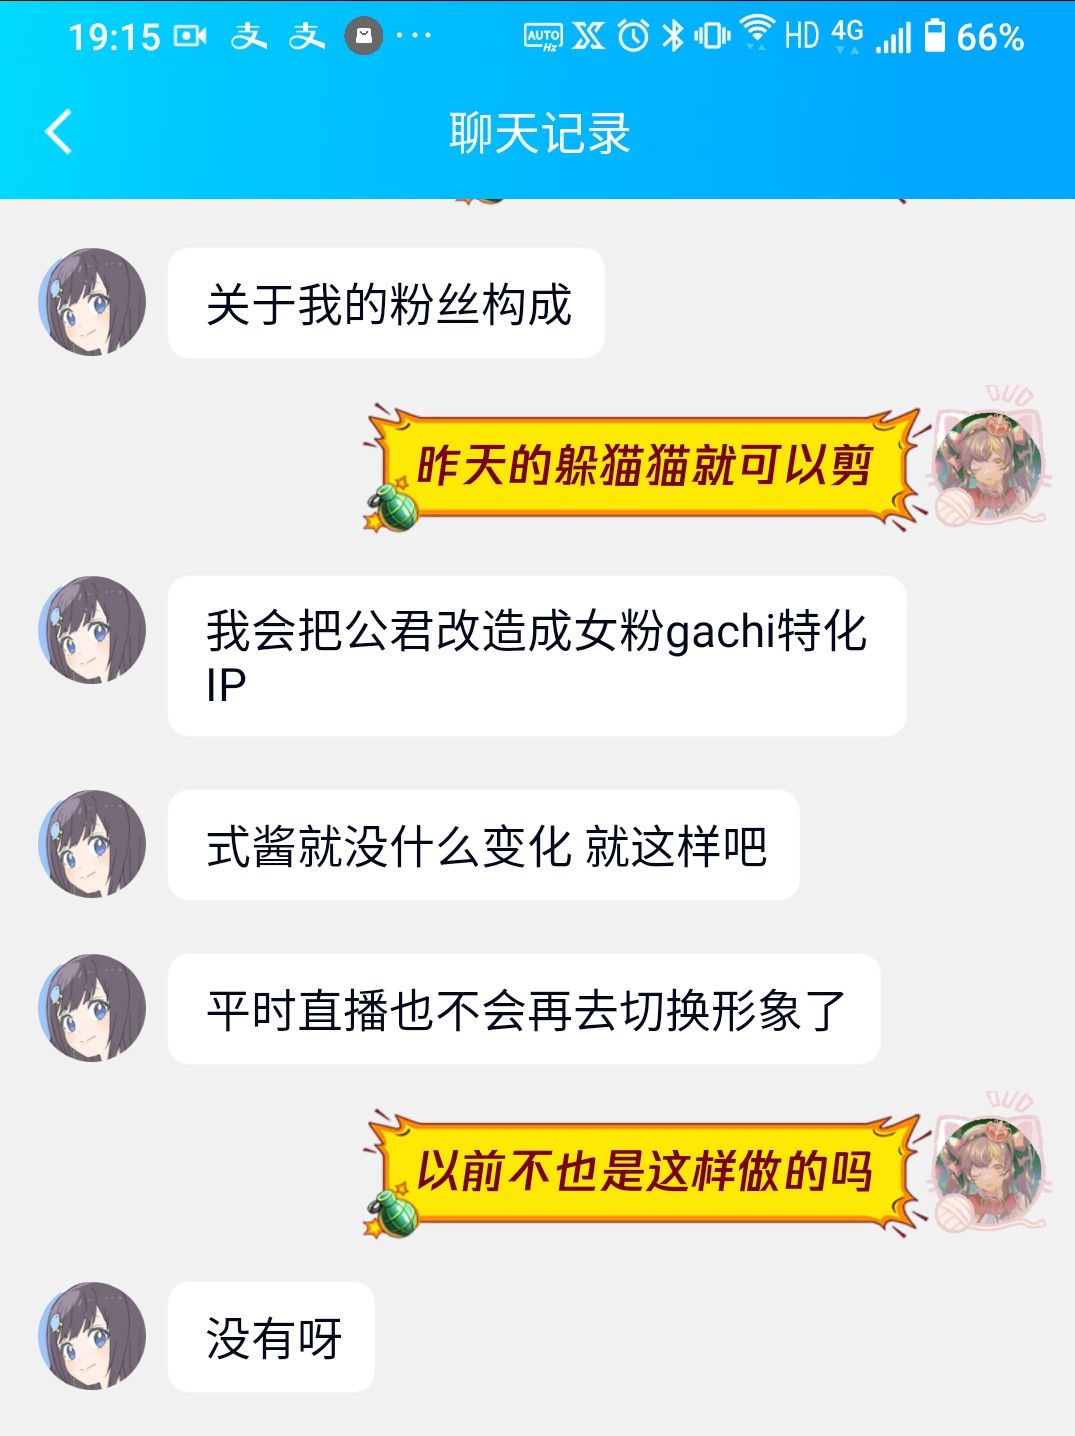 19:15
AUTO
Hz
HD
4G
66%
聊天记录
关于我的粉丝构成
昨天的躲猫猫就可以剪
我会把公君改造成女粉gachi特化
IP
式酱就没什么变化 就这样吧
平时直播也不会再去切换形象了
以前不也是这样做的吗
没有呀